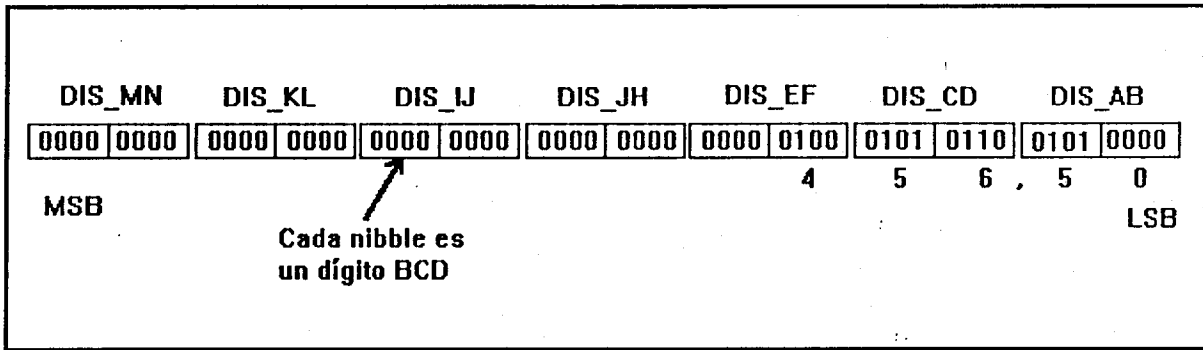 DIS_MN DIS_KL DIS_IJ DIS_JH DIS_EF DIS_CD DIS_AB
0000 0000 0000 0000 0000 0000 0000 0000 0000 0100 0101 0110 0101 0000
4 5 6 , 5 0
MSB LSB
Cada nibble es
un dígito BCD